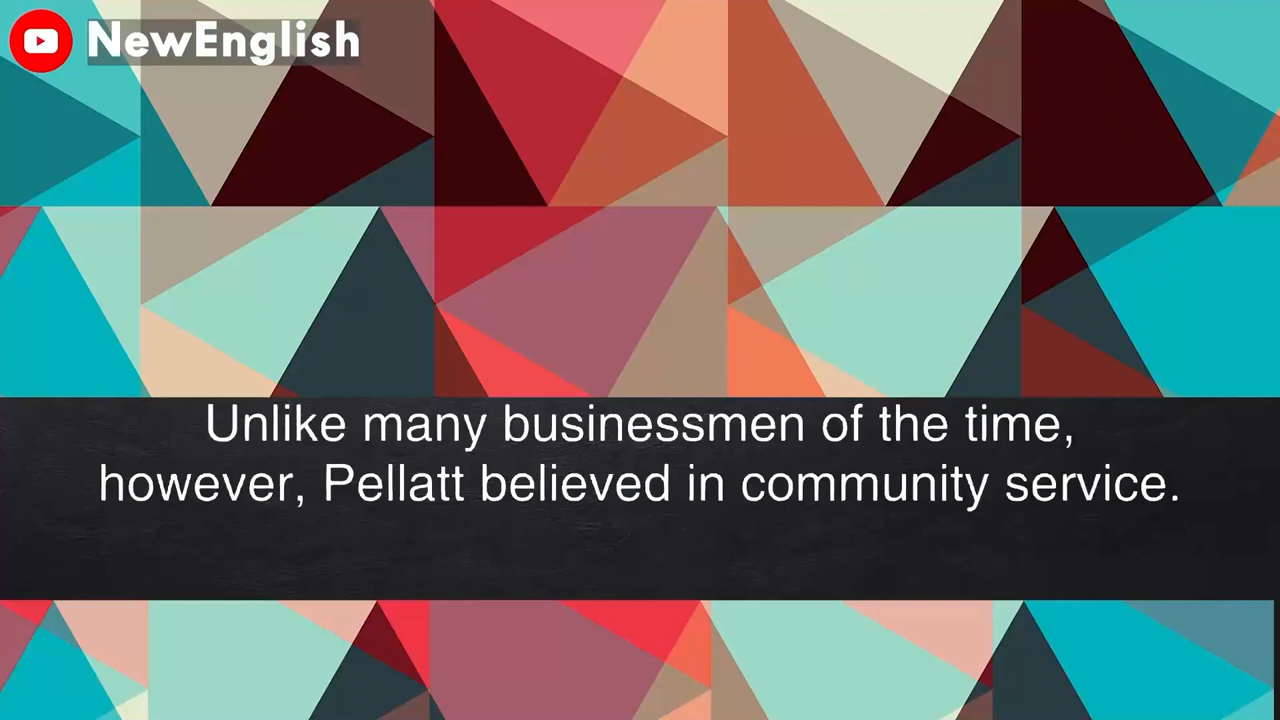 NewEnglish
Unlike many businessmen of the time,
however, Pellatt believed in community service.